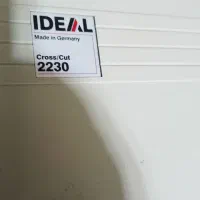 IDEAL
Made in Germany
Cross/Cut
2230